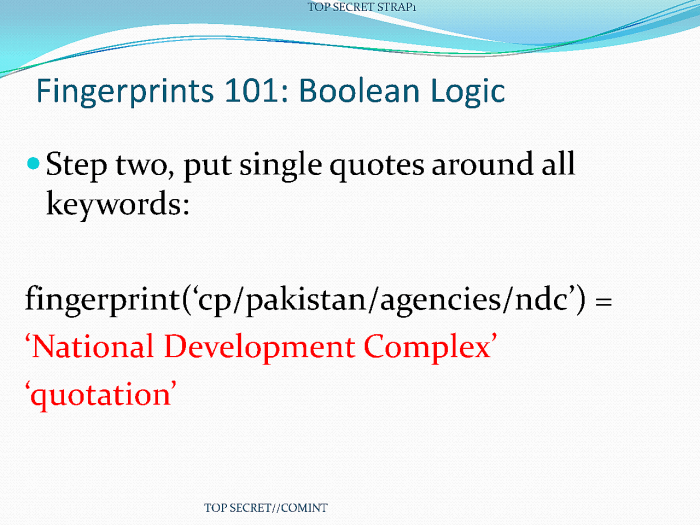 TOP SECRET STRAP1
Fingerprints 101: Boolean Logic
Step two, put single quotes around all
keywords:
fingerprint(‘cp/pakistan/agencies/ndc’) =
‘National Development Complex’
‘quotation’
TOP SECRET//COMINT